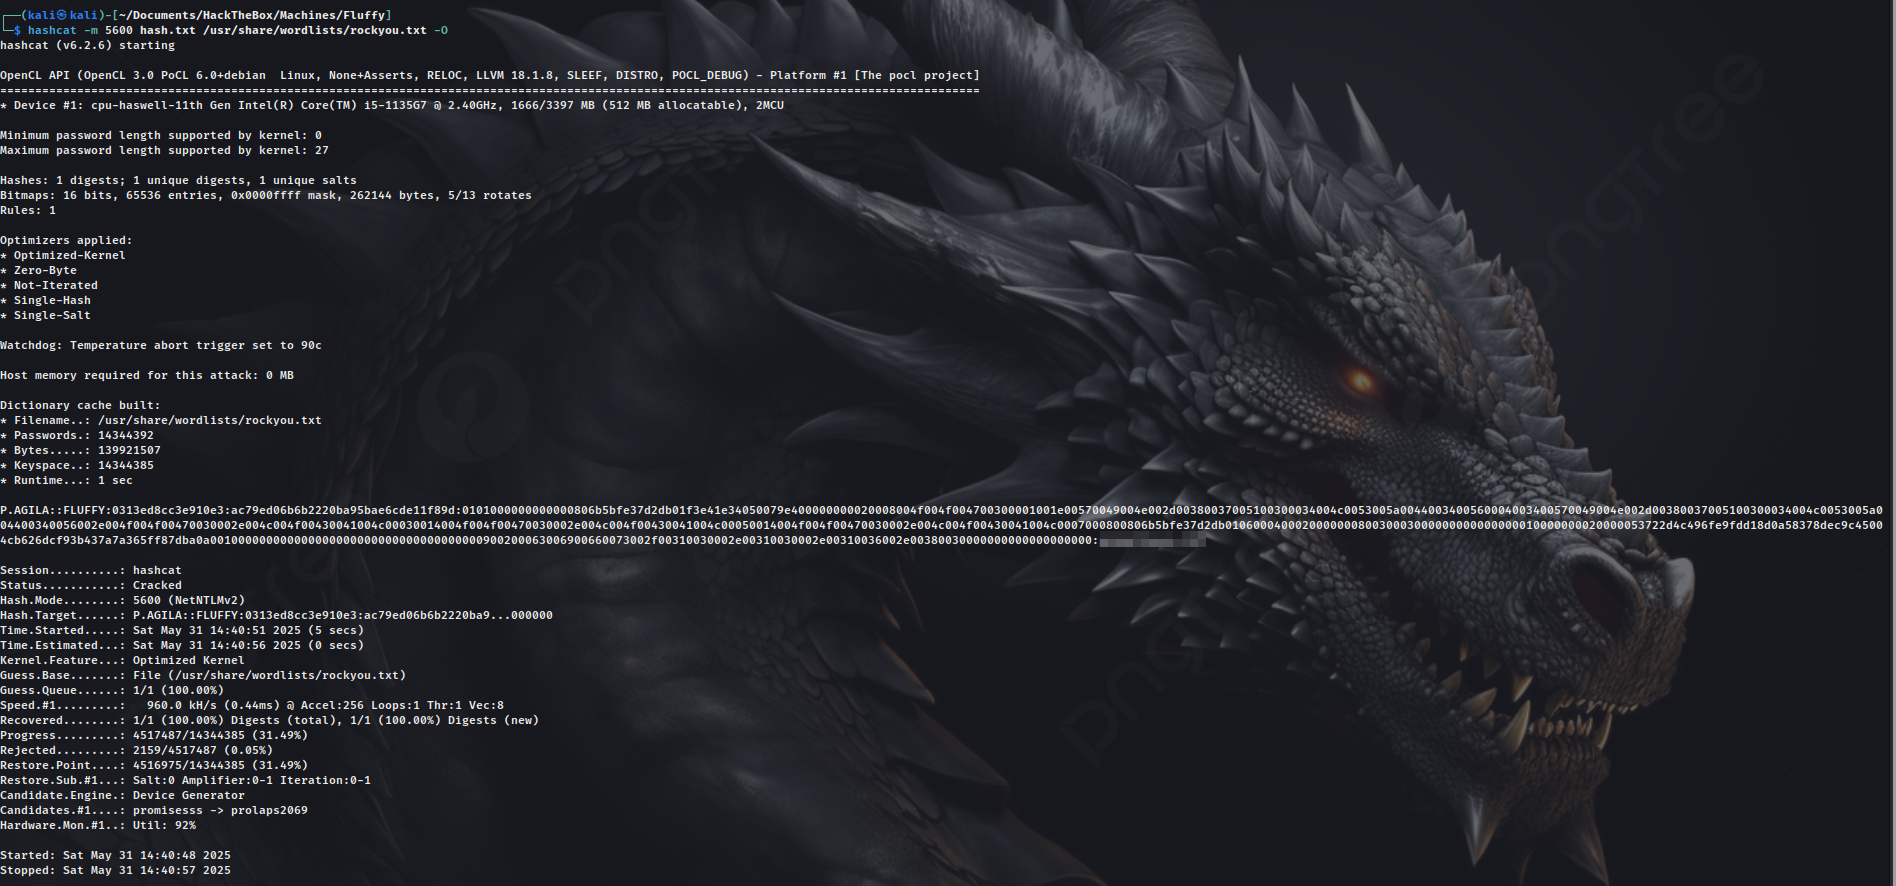 ┌──(kali㉿kali)-[~/Documents/HackTheBox/Machines/Fluffy]
└─$ hashcat -m 5600 hash.txt /usr/share/wordlists/rockyou.txt -O
hashcat (v6.2.6) starting
OpenCL API (OpenCL 3.0 PoCL 6.0+debian  Linux, None+Asserts, RELOC, LLVM 18.1.8, SLEEF, DISTRO, POCL_DEBUG) - Platform #1 [The pocl project]
============================================================================================================================================
* Device #1: cpu-haswell-11th Gen Intel(R) Core(TM) i5-1135G7 @ 2.40GHz, 1666/3397 MB (512 MB allocatable), 2MCU
Minimum password length supported by kernel: 0
Maximum password length supported by kernel: 27
Hashes: 1 digests; 1 unique digests, 1 unique salts
Bitmaps: 16 bits, 65536 entries, 0x0000ffff mask, 262144 bytes, 5/13 rotates
Rules: 1
Optimizers applied:
* Optimized-Kernel
* Zero-Byte
* Not-Iterated
* Single-Hash
* Single-Salt
Watchdog: Temperature abort trigger set to 90c
Host memory required for this attack: 0 MB
Dictionary cache built:
* Filename..: /usr/share/wordlists/rockyou.txt
* Passwords.: 14344392
* Bytes.....: 139921507
* Keyspace..: 14344385
* Runtime...: 1 sec
P.AGILA::FLUFFY:0313ed8cc3e910e3:ac79ed06b6b2220ba95bae6cde11f89d:
Session..........: hashcat
Status...........: Cracked
Hash.Mode........: 5600 (NetNTLMv2)
Hash.Target......: P.AGILA::FLUFFY:0313ed8cc3e910e3:ac79ed06b6b2220ba9...000000
Time.Started.....: Sat May 31 14:40:51 2025 (5 secs)
Time.Estimated...: Sat May 31 14:40:56 2025 (0 secs)
Kernel.Feature...: Optimized Kernel
Guess.Base.......: File (/usr/share/wordlists/rockyou.txt)
Guess.Queue......: 1/1 (100.00%)
Speed.#1.........:   960.0 kH/s (0.44ms) @ Accel:256 Loops:1 Thr:1 Vec:8
Recovered........: 1/1 (100.00%) Digests (total), 1/1 (100.00%) Digests (new)
Progress.........: 4517487/14344385 (31.49%)
Rejected.........: 2159/4517487 (0.05%)
Restore.Point....: 4516975/14344385 (31.49%)
Restore.Sub.#1...: Salt:0 Amplifier:0-1 Iteration:0-1
Candidate.Engine.: Device Generator
Candidates.#1....: promisesss -> prolaps2069
Hardware.Mon.#1..: Util: 92%
Started: Sat May 31 14:40:48 2025
Stopped: Sat May 31 14:40:57 2025
pngtree